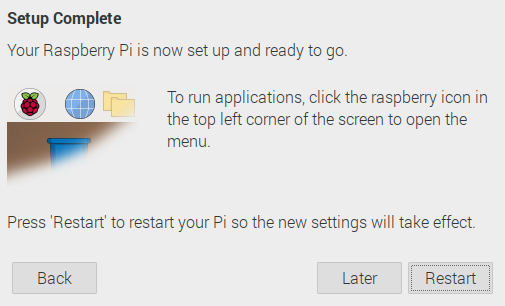 Setup Complete
Your Raspberry Pi is now set up and ready to go.
To run applications, click the raspberry icon in
the top left corner of the screen to open the
menu.
Press 'Restart' to restart your Pi so the new settings will take effect.
Back
Later
Restart